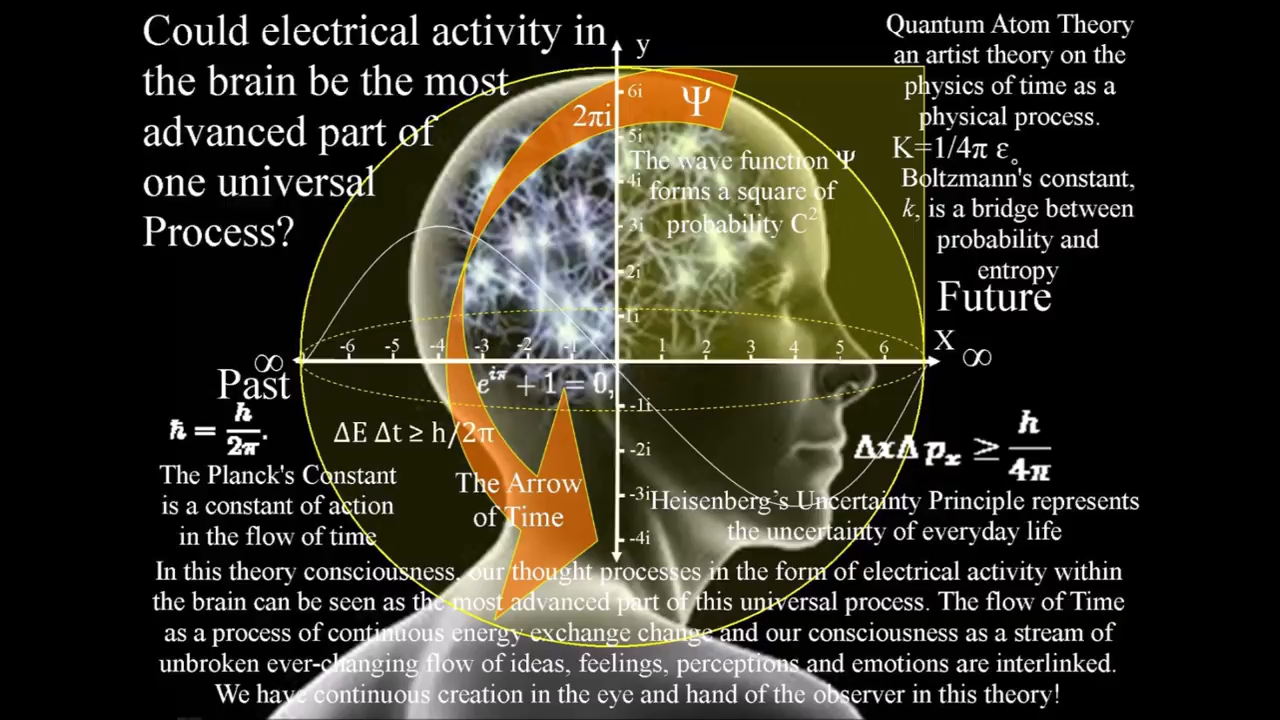 Could electrical activity in
the brain be the most
advanced part of
one universal
Process?
Quantum Atom Theory
an artist theory on the
physics of time as a
physical process.
K=1/4π ε₀
Boltzmann's constant,
k, is a bridge between
probability and
entropy
y
6i
5i
4i
3i
2i
1i
2πi
Ψ
The wave function Ψ
forms a square of
probability C²
Future
X
∞
∞
Past
-6 -5 -4 -3 -2 -1 1 2 3 4 5 6
e^{iπ} + 1 = 0,
-1i
-2i
-3i
-4i
ħ = h/2π.
ΔE Δt ≥ h/2π
The Planck's Constant
is a constant of action
in the flow of time
The Arrow
of Time
Δx Δ pₓ ≥ h/4π
Heisenberg's Uncertainty Principle represents
the uncertainty of everyday life
In this theory consciousness, our thought processes in the form of electrical activity within
the brain can be seen as the most advanced part of this universal process. The flow of Time
as a process of continuous energy exchange change and our consciousness as a stream of
unbroken ever-changing flow of ideas, feelings, perceptions and emotions are interlinked.
We have continuous creation in the eye and hand of the observer in this theory!